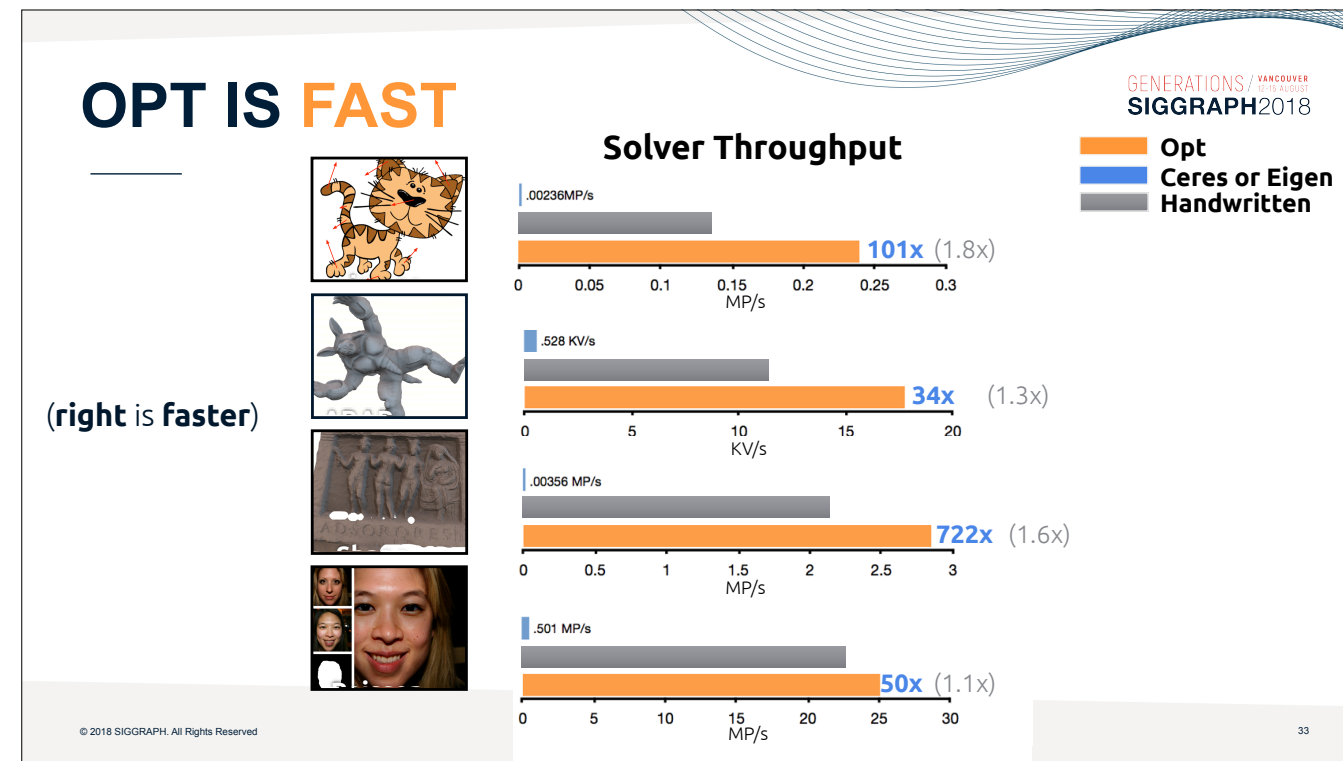 OPT IS FAST
GENERATIONS / VANCOUVER
12-16 AUGUST
SIGGRAPH2018
Solver Throughput
Opt
Ceres or Eigen
Handwritten
.00236MP/s
101x (1.8x)
0 0.05 0.1 0.15 0.2 0.25 0.3
MP/s
.528 KV/s
34x (1.3x)
0 5 10 15 20
KV/s
(right is faster)
.00356 MP/s
722x (1.6x)
0 0.5 1 1.5 2 2.5 3
MP/s
.501 MP/s
50x (1.1x)
0 5 10 15 20 25 30
MP/s
© 2018 SIGGRAPH. All Rights Reserved
33